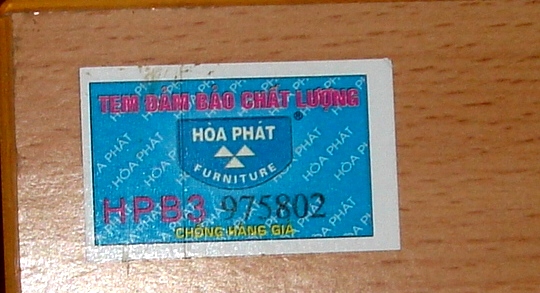 TEM ĐẢM BẢO CHẤT LƯỢNG
HÒA PHÁT
®
FURNITURE
HPB3 975802
CHỐNG HÀNG GIẢ